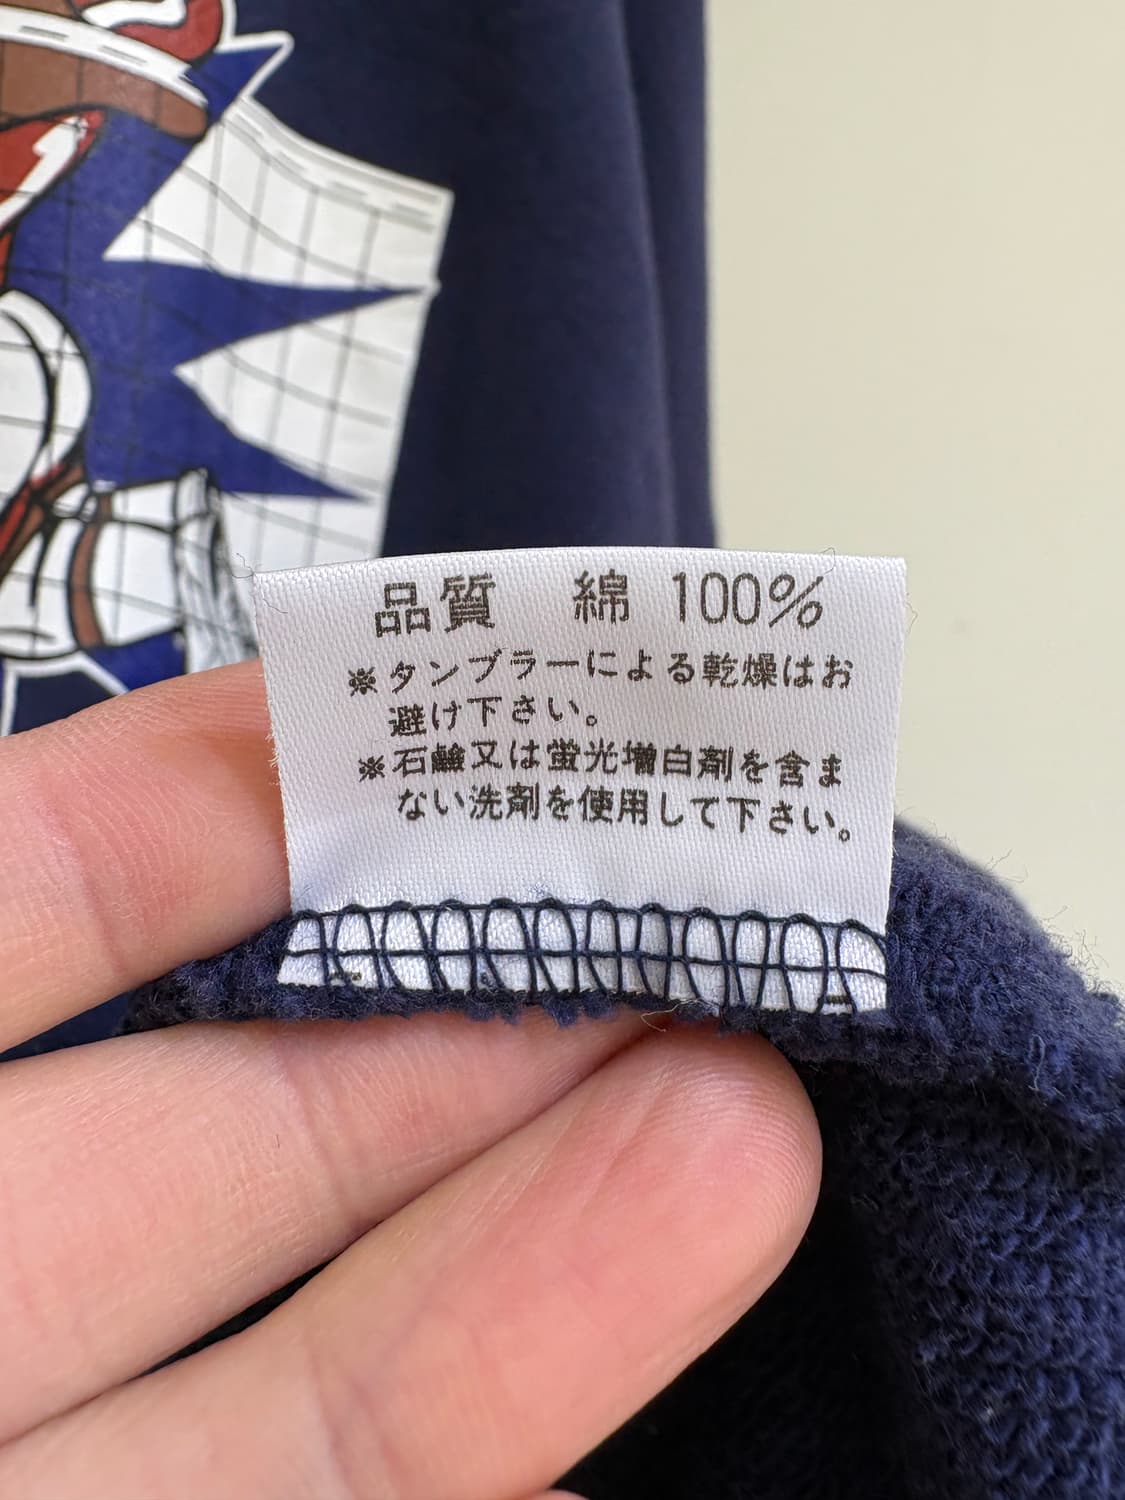 品質 綿 100%
※タンブラーによる乾燥はお
避け下さい。
※石鹸又は蛍光増白剤を含ま
ない洗剤を使用して下さい。